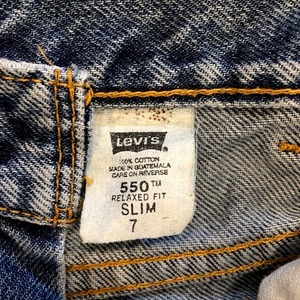 Levi's
100% COTTON
MADE IN GUATEMALA
CARE ON REVERSE
550™
RELAXED FIT
SLIM
7